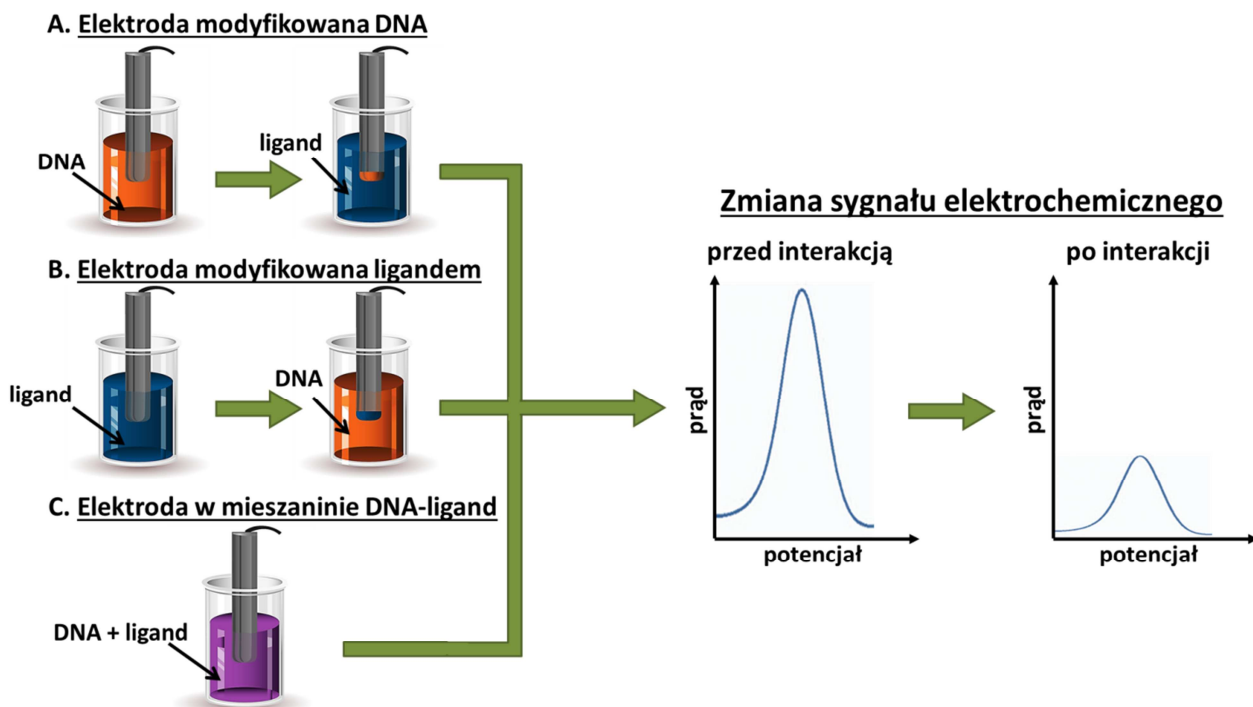 A. Elektroda modyfikowana DNA
DNA
ligand
B. Elektroda modyfikowana ligandem
ligand
DNA
C. Elektroda w mieszaninie DNA-ligand
DNA + ligand
Zmiana sygnału elektrochemicznego
przed interakcją
po interakcji
prąd
potencjał
prąd
potencjał